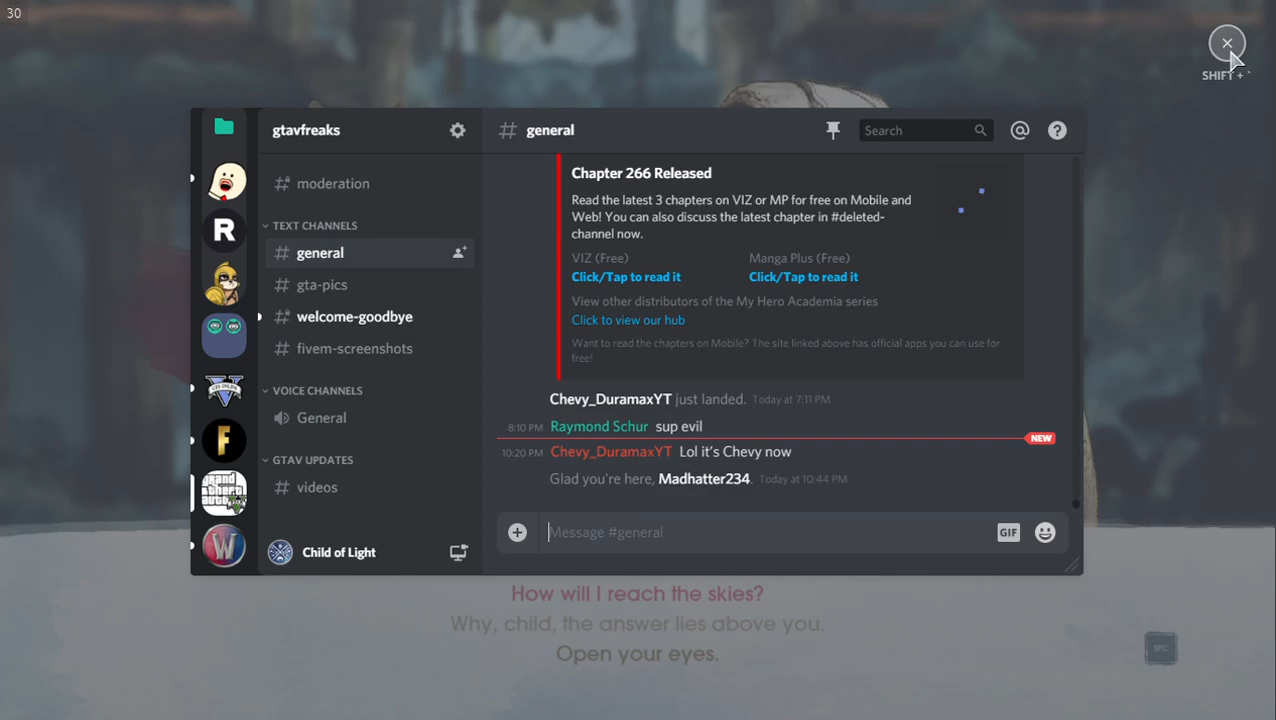 30
SHIFT + `
gtavfreaks
# general
Search
moderation
TEXT CHANNELS
general
gta-pics
welcome-goodbye
fivem-screenshots
VOICE CHANNELS
General
GTAV UPDATES
# videos
Child of Light
R
F
W
Chapter 266 Released
Read the latest 3 chapters on VIZ or MP for free on Mobile and
Web! You can also discuss the latest chapter in #deleted-
channel now.
VIZ (Free) Manga Plus (Free)
Click/Tap to read it Click/Tap to read it
View other distributors of the My Hero Academia series
Click to view our hub
Want to read the chapters on Mobile? The site linked above has official apps you can use for
free!
Chevy_DuramaxYT just landed. Today at 7:11 PM
8:10 PM Raymond Schur sup evil
NEW
10:20 PM Chevy_DuramaxYT Lol it's Chevy now
Glad you're here, Madhatter234. Today at 10:44 PM
Message #general
GIF
How will I reach the skies?
Why, child, the answer lies above you.
Open your eyes.
SPC